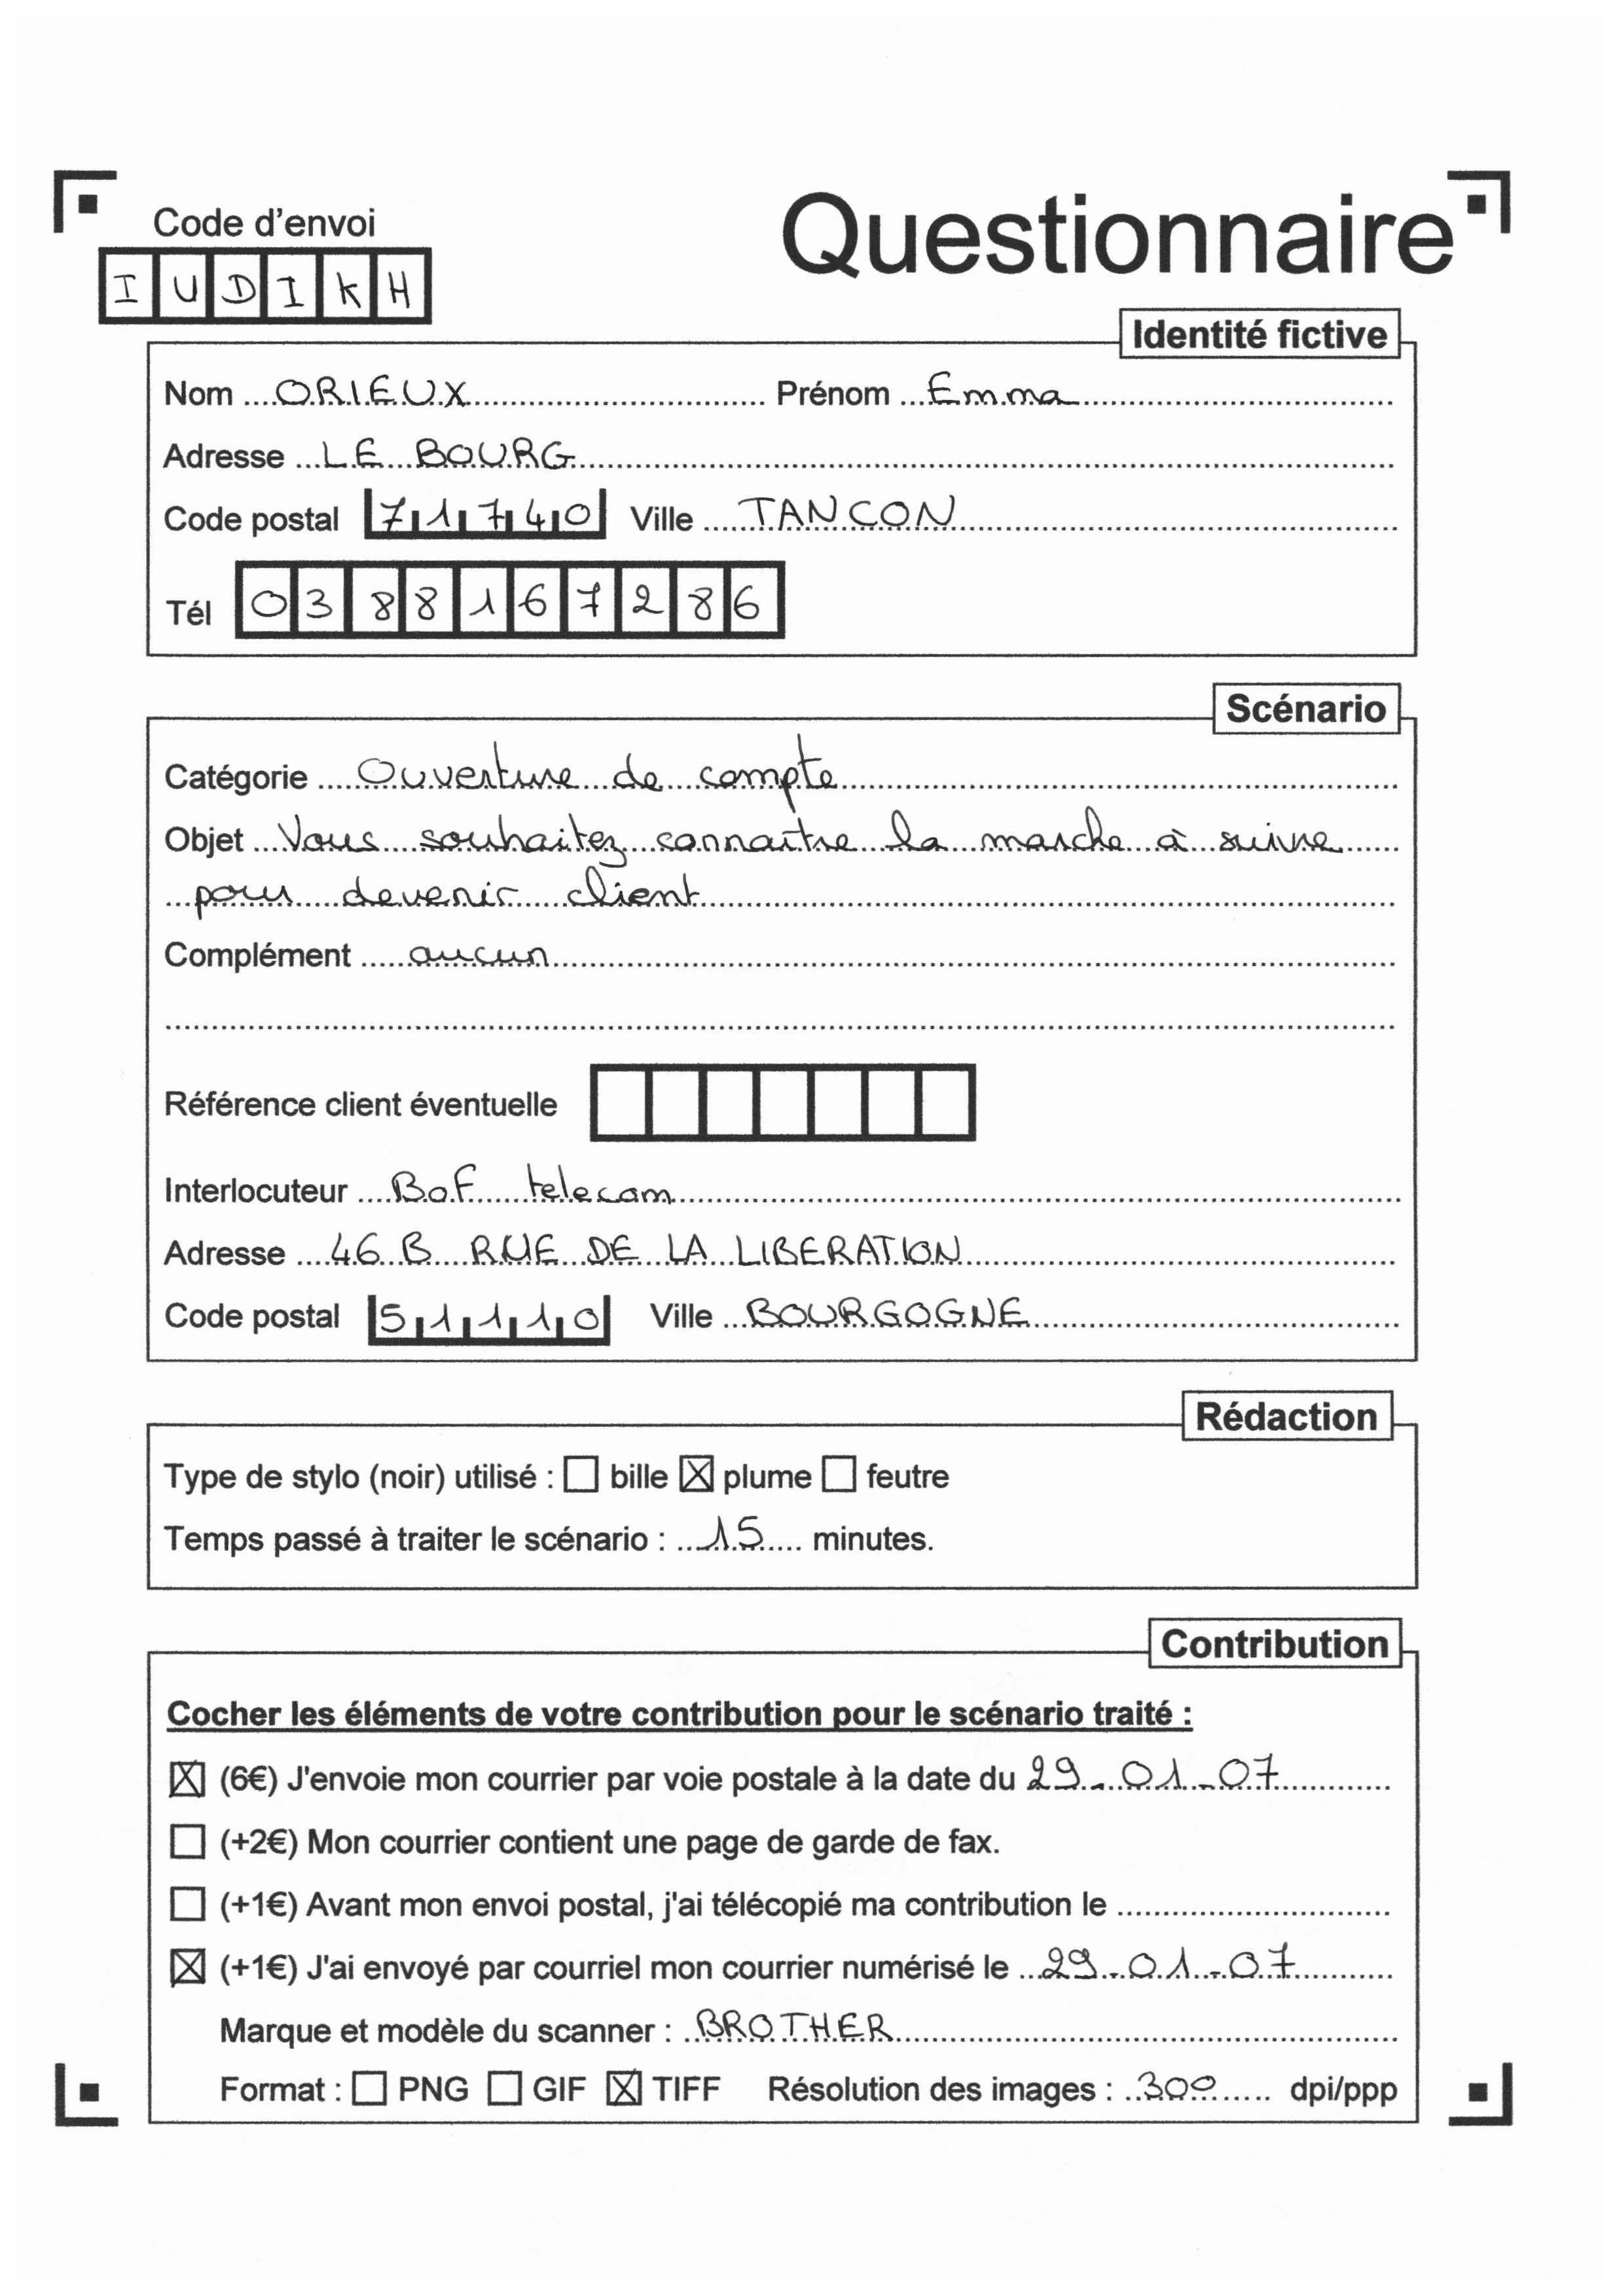 Code d'envoi
Questionnaire
I U D I K H
Identité fictive
Nom ORIEUX Prénom Emma
Adresse LE BOURG
Code postal 71740 Ville TANCON
Tél 0388167286
Scénario
Catégorie Ouverture de compte
Objet Vous souhaitez connaitre la marche à suivre
pour devenir client
Complément aucun
Référence client éventuelle
Interlocuteur BoF telecom
Adresse 46 B RUE DE LA LIBERATION
Code postal 51110 Ville BOURGOGNE
Rédaction
Type de stylo (noir) utilisé : ☐ bille ☒ plume ☐ feutre
Temps passé à traiter le scénario : 15 minutes.
Contribution
Cocher les éléments de votre contribution pour le scénario traité :
☒ (6€) J'envoie mon courrier par voie postale à la date du 29-01-07
☐ (+2€) Mon courrier contient une page de garde de fax.
☐ (+1€) Avant mon envoi postal, j'ai télécopié ma contribution le
☒ (+1€) J'ai envoyé par courriel mon courrier numérisé le 29-01-07
Marque et modèle du scanner : BROTHER
Format : ☐ PNG ☐ GIF ☒ TIFF Résolution des images : 300 dpi/ppp